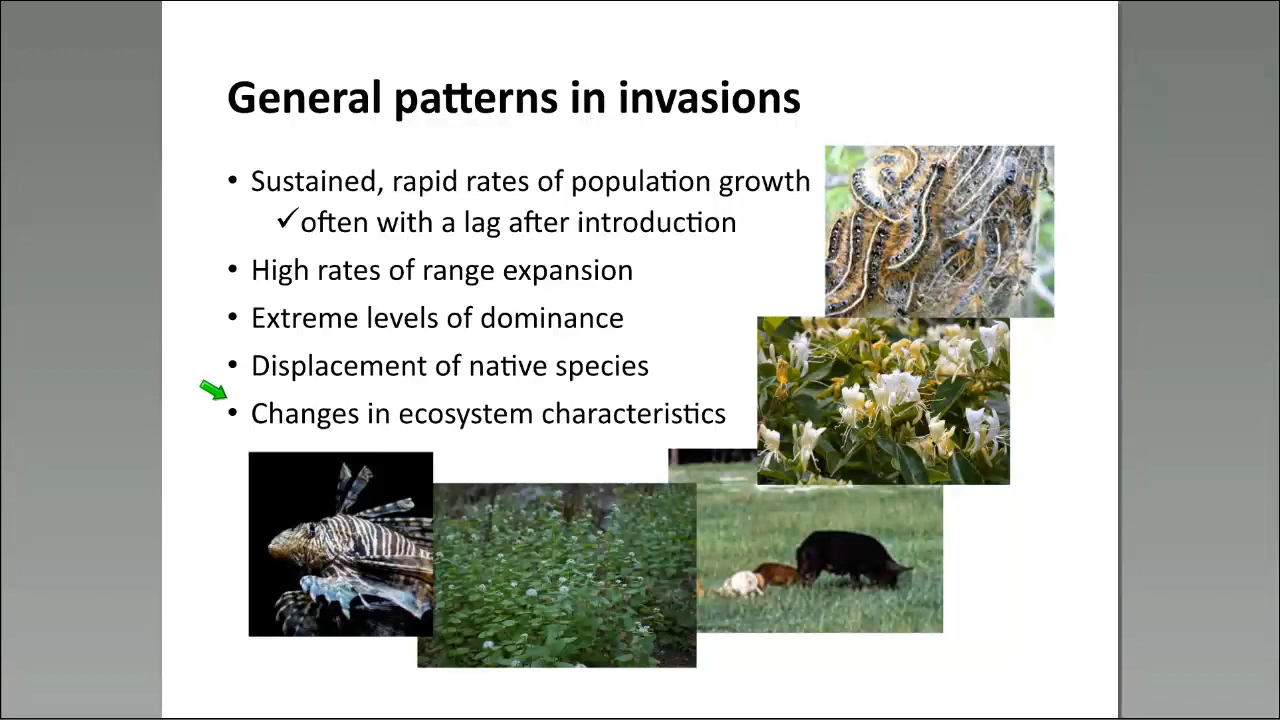 General patterns in invasions
• Sustained, rapid rates of population growth
✓often with a lag after introduction
• High rates of range expansion
• Extreme levels of dominance
• Displacement of native species
• Changes in ecosystem characteristics